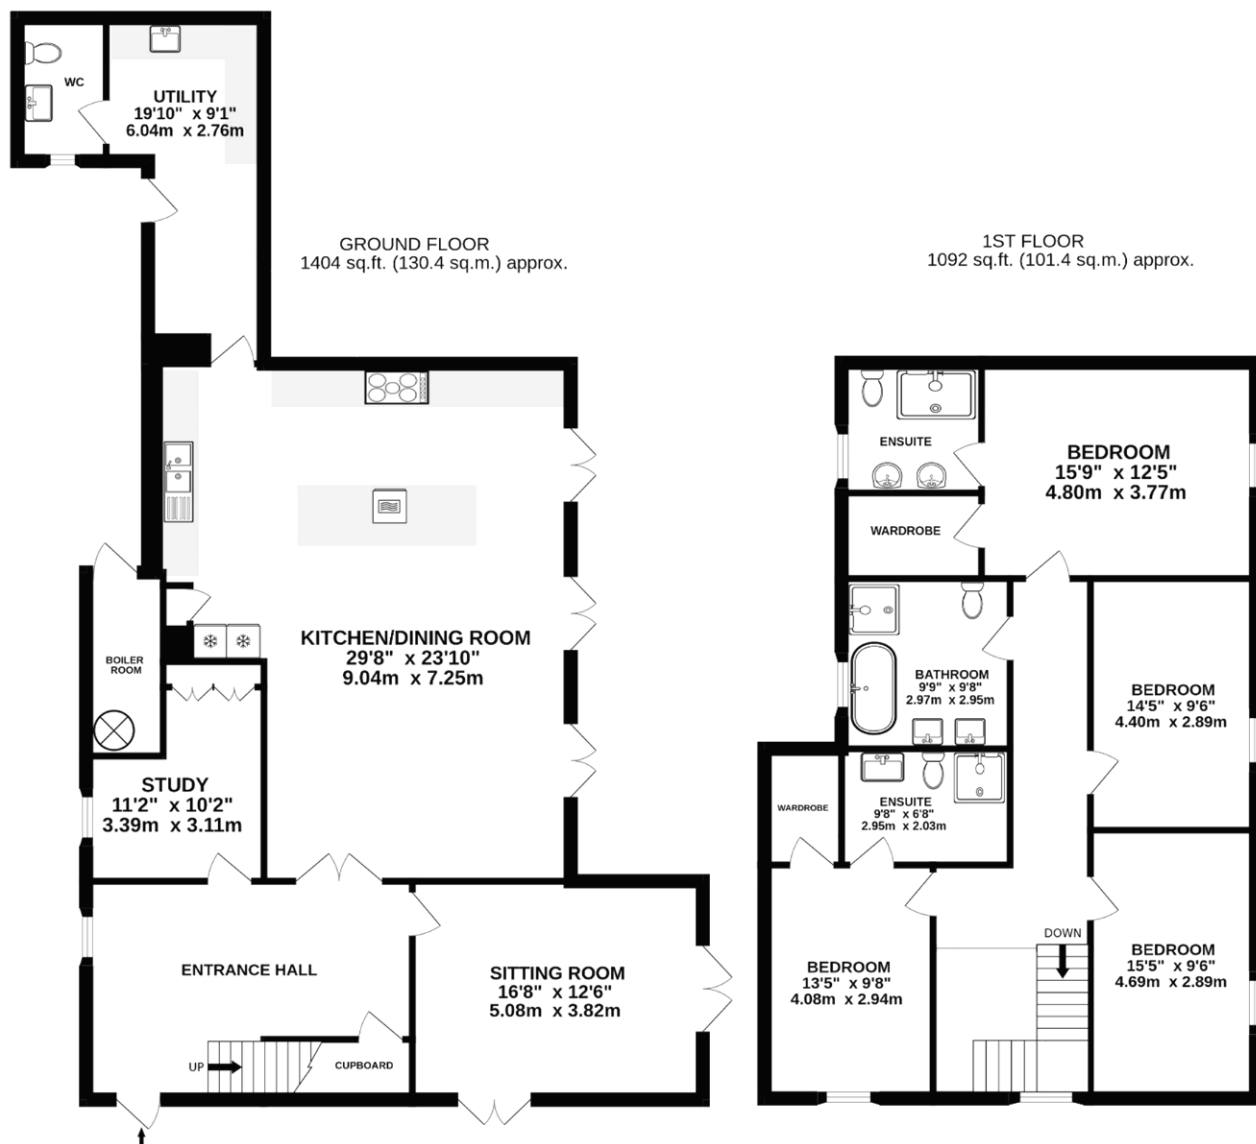 WC
UTILITY
19'10" x 9'1"
6.04m x 2.76m
GROUND FLOOR
1404 sq.ft. (130.4 sq.m.) approx.
KITCHEN/DINING ROOM
29'8" x 23'10"
9.04m x 7.25m
BOILER
ROOM
STUDY
11'2" x 10'2"
3.39m x 3.11m
ENTRANCE HALL
SITTING ROOM
16'8" x 12'6"
5.08m x 3.82m
UP
CUPBOARD
1ST FLOOR
1092 sq.ft. (101.4 sq.m.) approx.
ENSUITE
BEDROOM
15'9" x 12'5"
4.80m x 3.77m
WARDROBE
BATHROOM
9'9" x 9'8"
2.97m x 2.95m
BEDROOM
14'5" x 9'6"
4.40m x 2.89m
WARDROBE
ENSUITE
9'8" x 6'8"
2.95m x 2.03m
DOWN
BEDROOM
13'5" x 9'8"
4.08m x 2.94m
BEDROOM
15'5" x 9'6"
4.69m x 2.89m